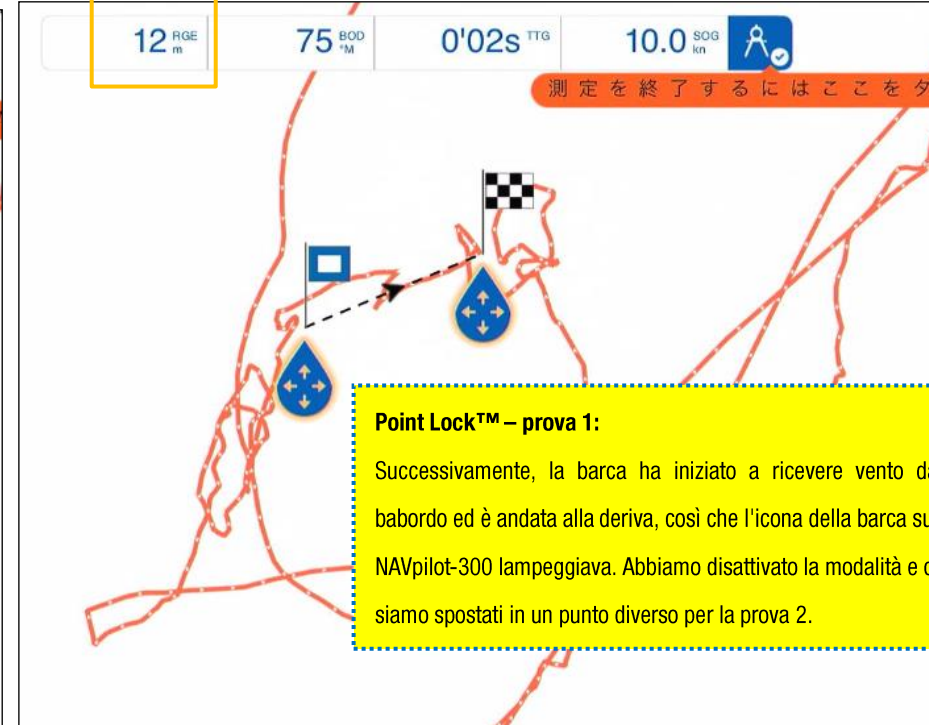 12 RGE m 75 BOD °M 0'02s TTG 10.0 SOG kn
測定を終了するにはここを
Point Lock™ – prova 1:
Successivamente, la barca ha iniziato a ricevere vento
babordo ed è andata alla deriva, così che l'icona della barca
NAVpilot-300 lampeggiava. Abbiamo disattivato la modalità e
siamo spostati in un punto diverso per la prova 2.